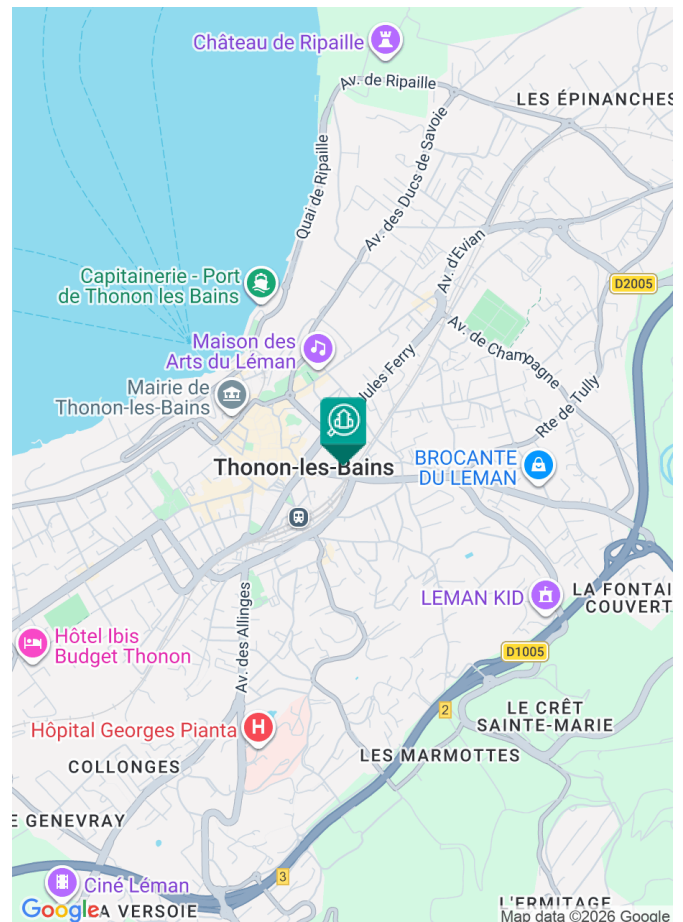 Château de Ripaille
Av. de Ripaille
LES ÉPINANCHES
Quai de Ripaille
Av. des Ducs de Savoie
Av. d'Evian
Capitainerie - Port
de Thonon les Bains
D2005
Maison des
Arts du Léman
Av. de Champagne
Jules Ferry
Mairie de
Thonon-les-Bains
Rte de Tully
Thonon-les-Bains
BROCANTE
DU LEMAN
LEMAN KID
LA FONTAI
COUVERT
Hôtel Ibis
Budget Thonon
Av. des Allinges
D1005
2
LE CRÊT
SAINTE-MARIE
Hôpital Georges Pianta
H
LES MARMOTTES
COLLONGES
E GENEVRAY
3
Ciné Léman
Google
A VERSOIE
L'ERMITAGE
Map data ©2026 Google